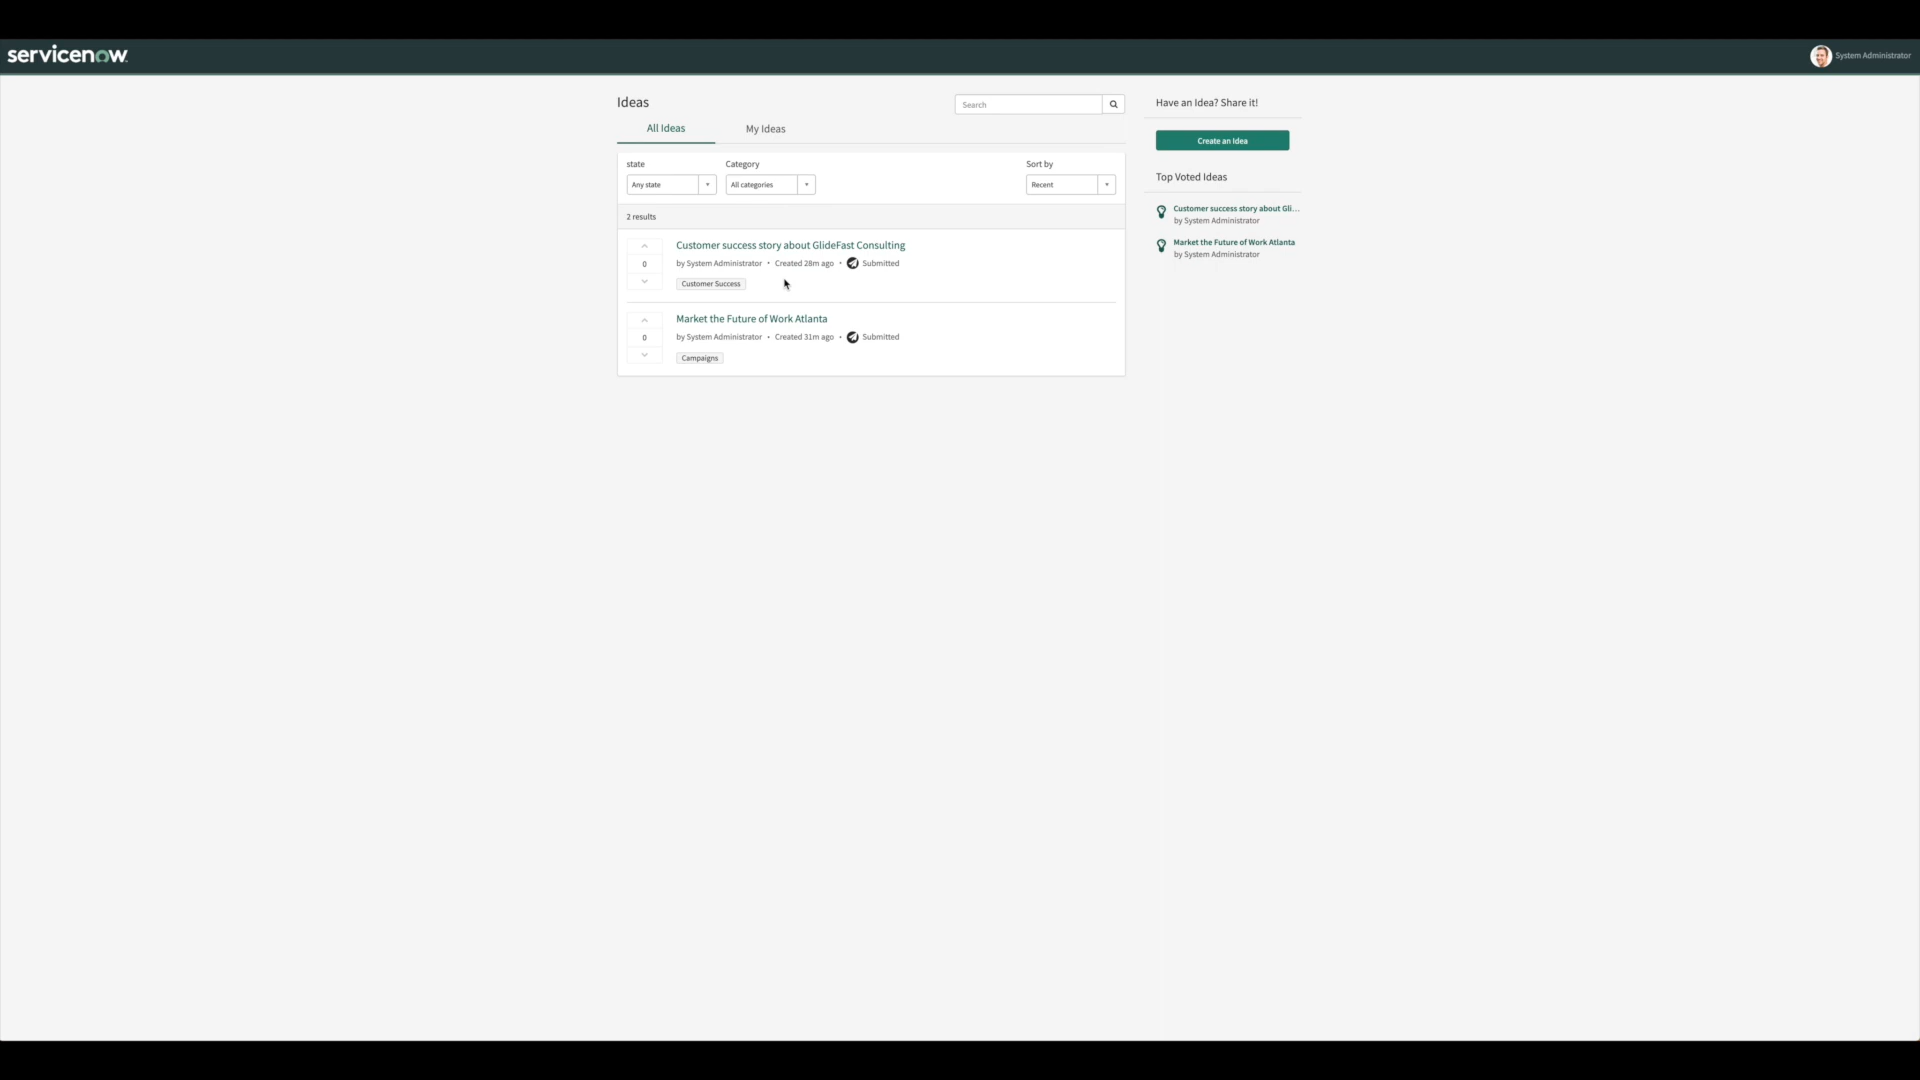 servicenow
System Administrator
Ideas
Search
All Ideas
My Ideas
state
Category
Sort by
Any state
All categories
Recent
2 results
Customer success story about GlideFast Consulting
0
by System Administrator • Created 28m ago • Submitted
Customer Success
Market the Future of Work Atlanta
0
by System Administrator • Created 31m ago • Submitted
Campaigns
Have an Idea? Share it!
Create an Idea
Top Voted Ideas
Customer success story about Gli...
by System Administrator
Market the Future of Work Atlanta
by System Administrator